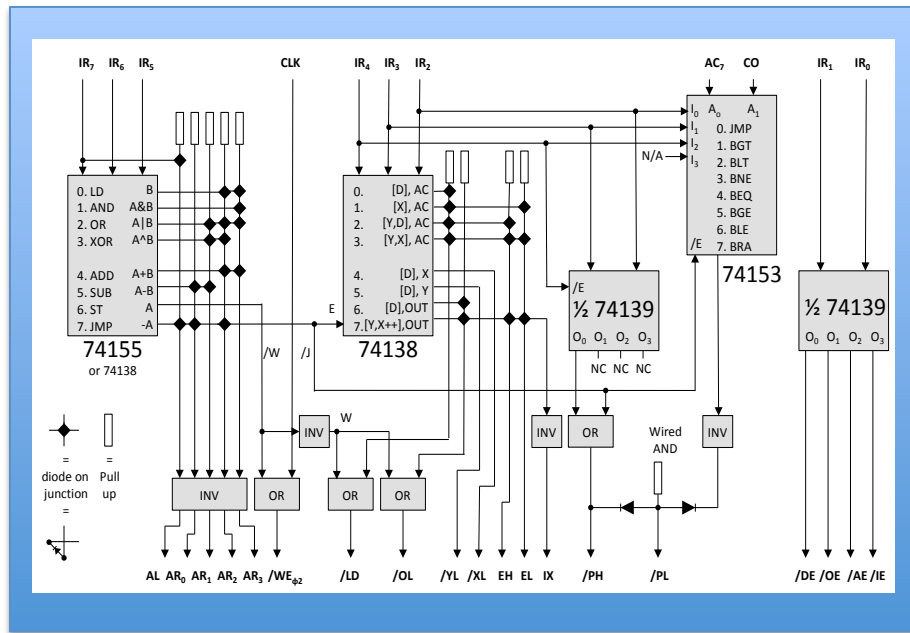 IR7 IR6 IR5 CLK IR4 IR3 IR2 AC7 CO IR1 IR0
I0 A0 A1
I1 0. JMP
I2 1. BGT
N/A I3 2. BLT
3. BNE
4. BEQ
5. BGE
6. BLE
/E 7. BRA
74153
0. LD B
1. AND A&B
2. OR A|B
3. XOR A^B
4. ADD A+B
5. SUB A-B
6. ST A
7. JMP -A
74155
or 74138
0. [D], AC
1. [X], AC
2. [Y,D], AC
3. [Y,X], AC
4. [D], X
5. [D], Y
6. [D],OUT
E 7.[Y,X++],OUT
74138
/E
½ 74139
O0 O1 O2 O3
NC NC NC
½ 74139
O0 O1 O2 O3
/W /J
W
INV
INV OR INV
Wired
AND
= =
diode on Pull
junction up
=
INV OR OR OR
AL AR0 AR1 AR2 AR3 /WEϕ2 /LD /OL /YL /XL EH EL IX /PH /PL /DE /OE /AE /IE